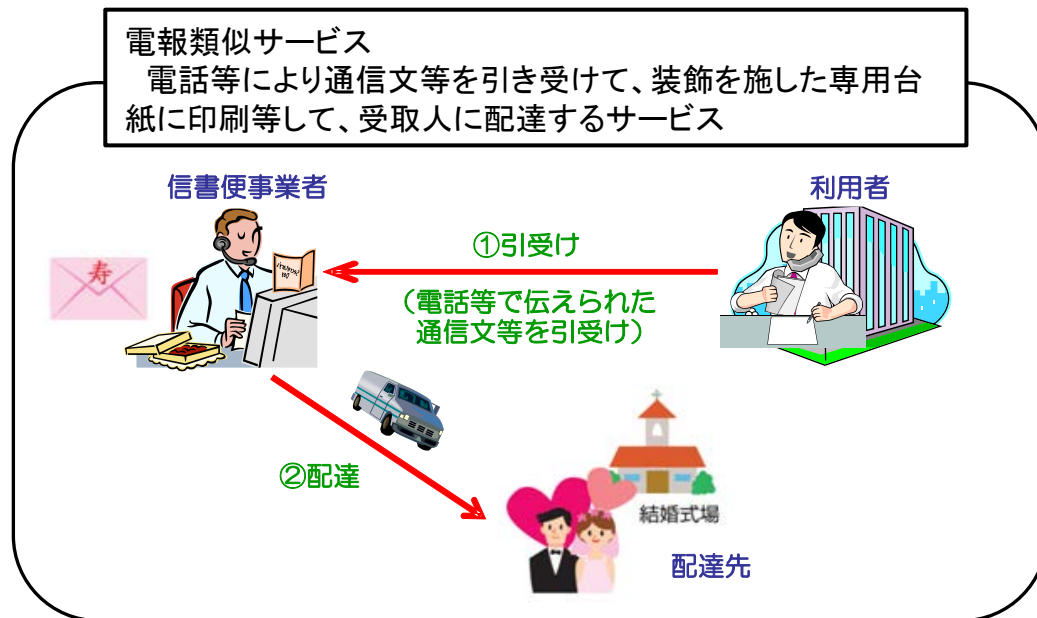 電報類似サービス
電話等により通信文等を引き受けて、装飾を施した専用台
紙に印刷等して、受取人に配達するサービス
信書便事業者
利用者
寿
①引受け
（電話等で伝えられた
通信文等を引受け）
②配達
結婚式場
配達先